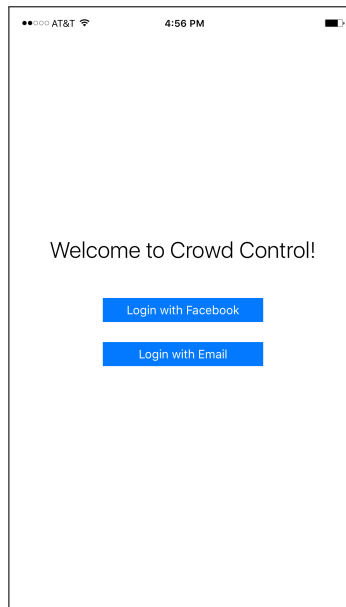 AT&T 4:56 PM
Welcome to Crowd Control!
Login with Facebook
Login with Email